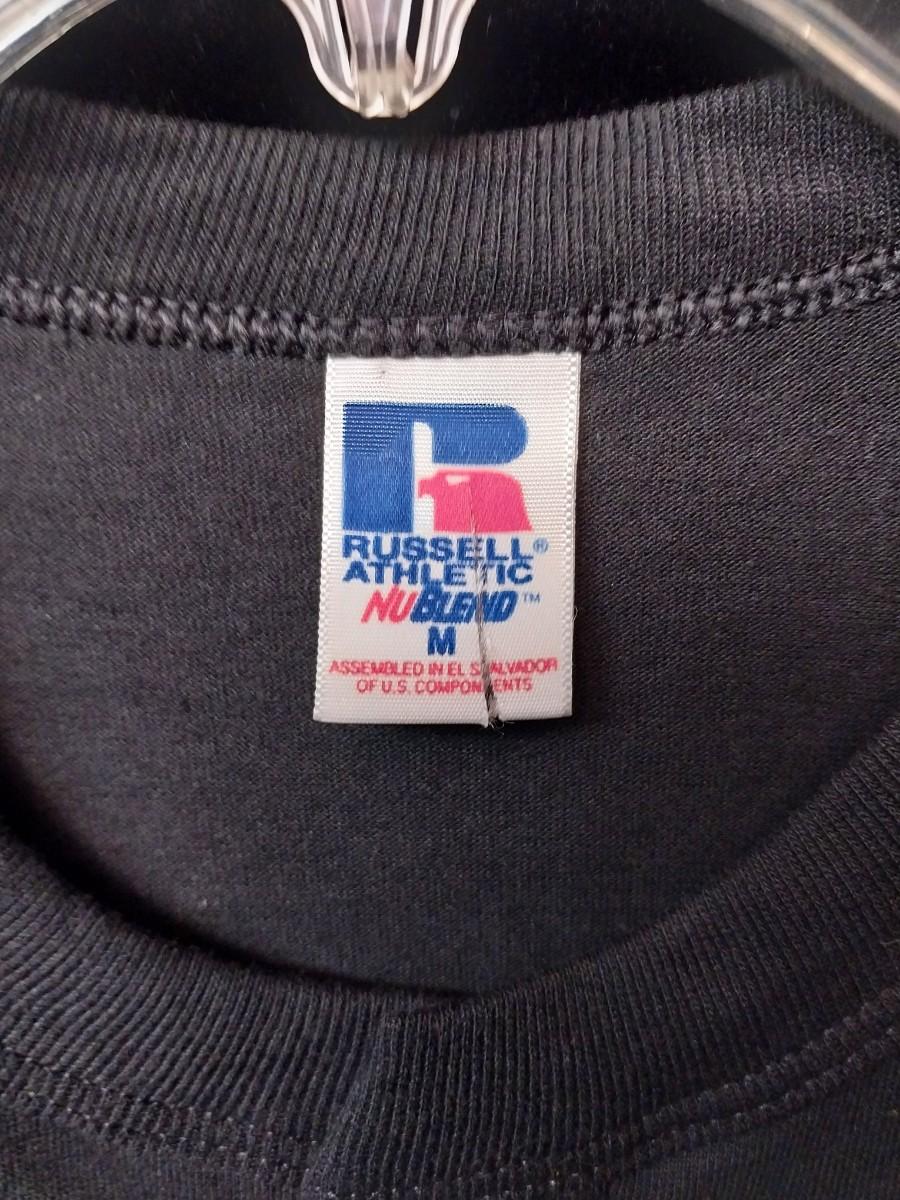 RUSSELL®
ATHLETIC
NUBLEND™
M
ASSEMBLED IN EL SALVADOR
OF U.S. COMPONENTS